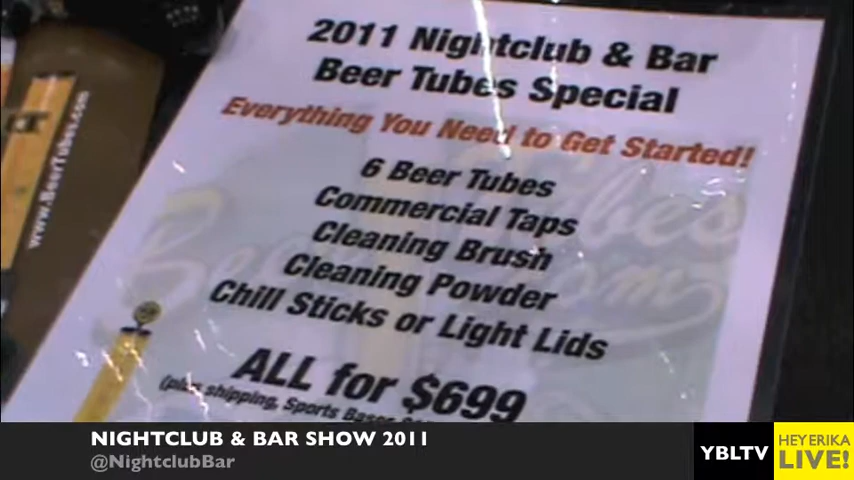 2011 Nightclub & Bar
Beer Tubes Special
Everything You Need to Get Started!
6 Beer Tubes
Commercial Taps
Cleaning Brush
Cleaning Powder
Chill Sticks or Light Lids
ALL for $699
(plus shipping, Sports Bases
www.BeerTubes.com
NIGHTCLUB & BAR SHOW 2011
@NightclubBar
YBLTV
HEY ERIKA
LIVE!